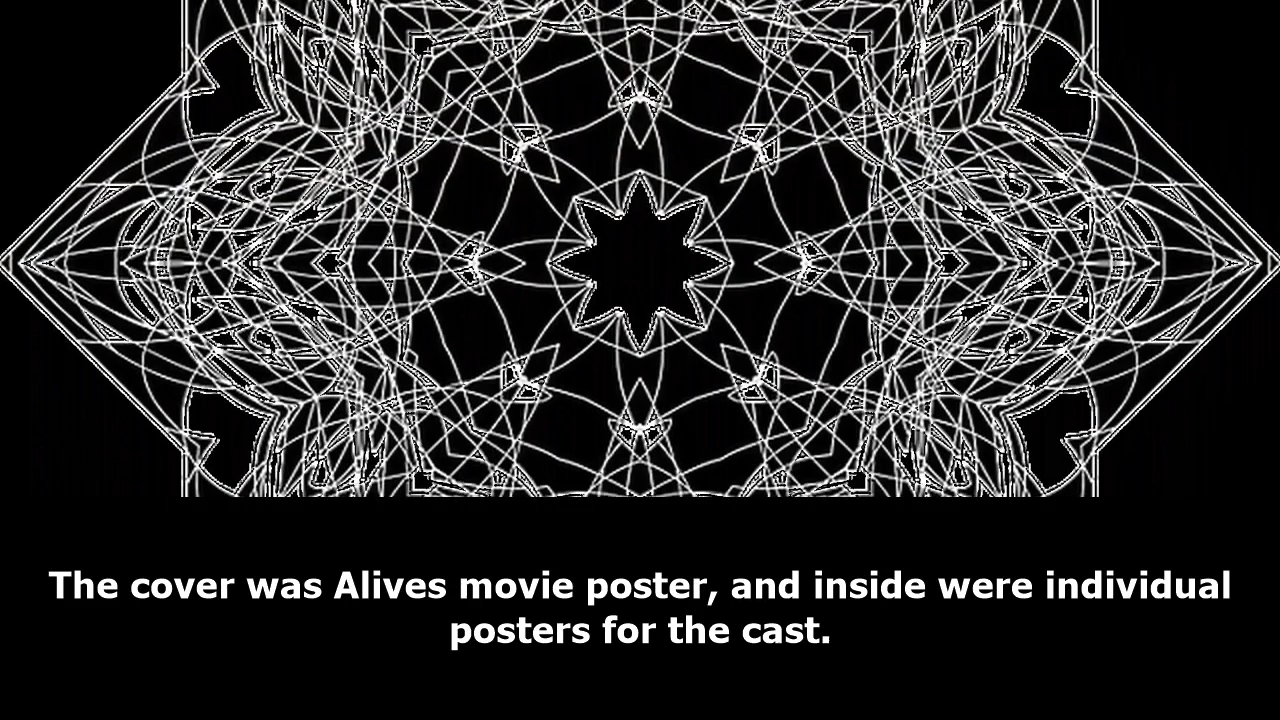 The cover was Alives movie poster, and inside were individual
posters for the cast.